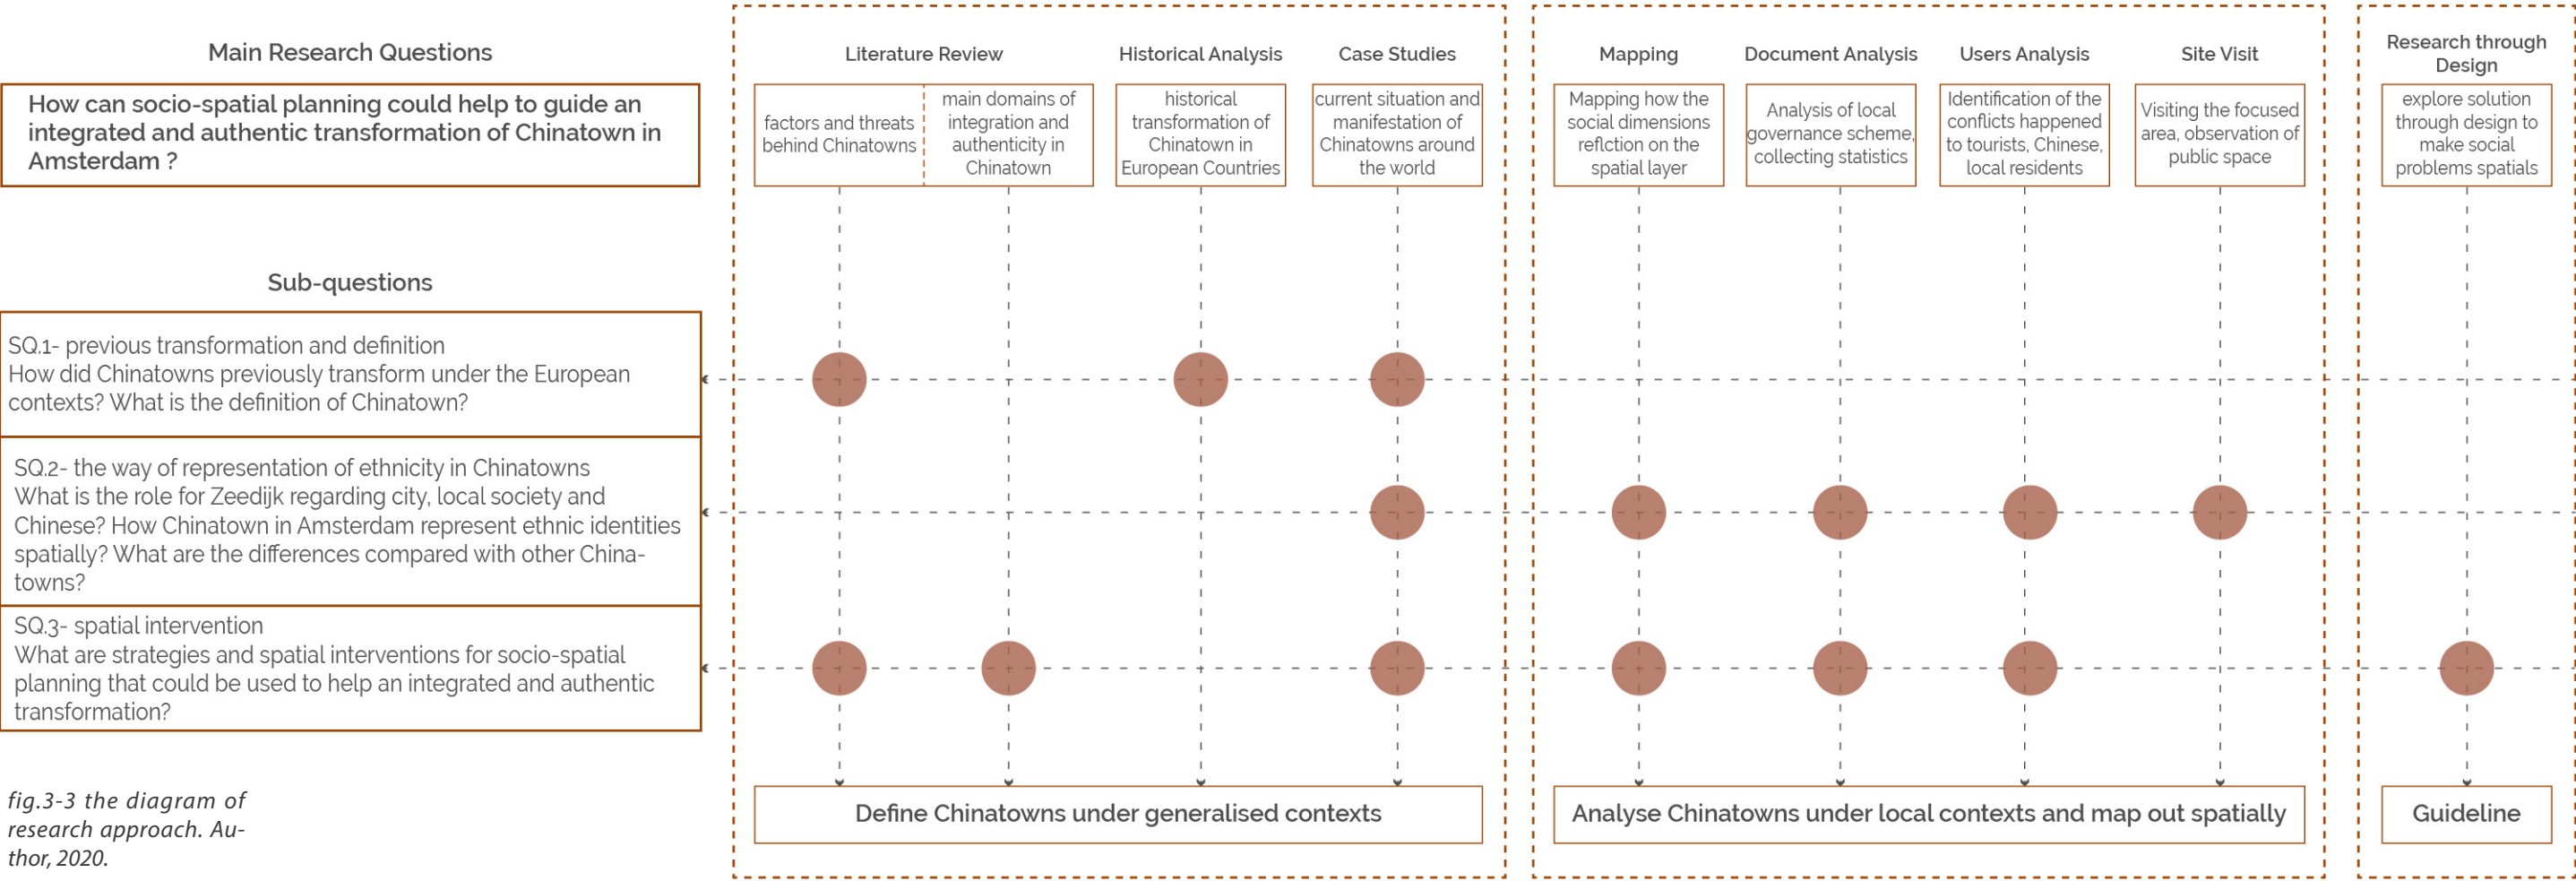 Main Research Questions
How can socio-spatial planning could help to guide an
integrated and authentic transformation of Chinatown in
Amsterdam ?
Sub-questions
SQ.1- previous transformation and definition
How did Chinatowns previously transform under the European
contexts? What is the definition of Chinatown?
SQ.2- the way of representation of ethnicity in Chinatowns
What is the role for Zeedijk regarding city, local society and
Chinese? How Chinatown in Amsterdam represent ethnic identities
spatially? What are the differences compared with other China-
towns?
SQ.3- spatial intervention
What are strategies and spatial interventions for socio-spatial
planning that could be used to help an integrated and authentic
transformation?
fig.3-3 the diagram of
research approach. Au-
thor, 2020.
Literature Review
factors and threats
behind Chinatowns
main domains of
integration and
authenticity in
Chinatown
Historical Analysis
historical
transformation of
Chinatown in
European Countries
Case Studies
current situation and
manifestation of
Chinatowns around
the world
Define Chinatowns under generalised contexts
Mapping
Mapping how the
social dimensions
reflction on the
spatial layer
Document Analysis
Analysis of local
governance scheme,
collecting statistics
Users Analysis
Identification of the
conflicts happened
to tourists, Chinese,
local residents
Site Visit
Visiting the focused
area, observation of
public space
Analyse Chinatowns under local contexts and map out spatially
Research through
Design
explore solution
through design to
make social
problems spatials
Guideline